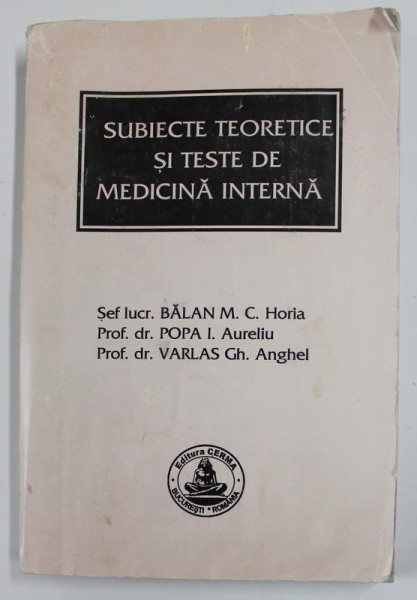 SUBIECTE TEORETICE
ȘI TESTE DE
MEDICINĂ INTERNĂ
Șef lucr. BĂLAN M. C. Horia
Prof. dr. POPA I. Aureliu
Prof. dr. VARLAS Gh. Anghel
Editura CERMA
BUCUREȘTI - ROMÂNIA